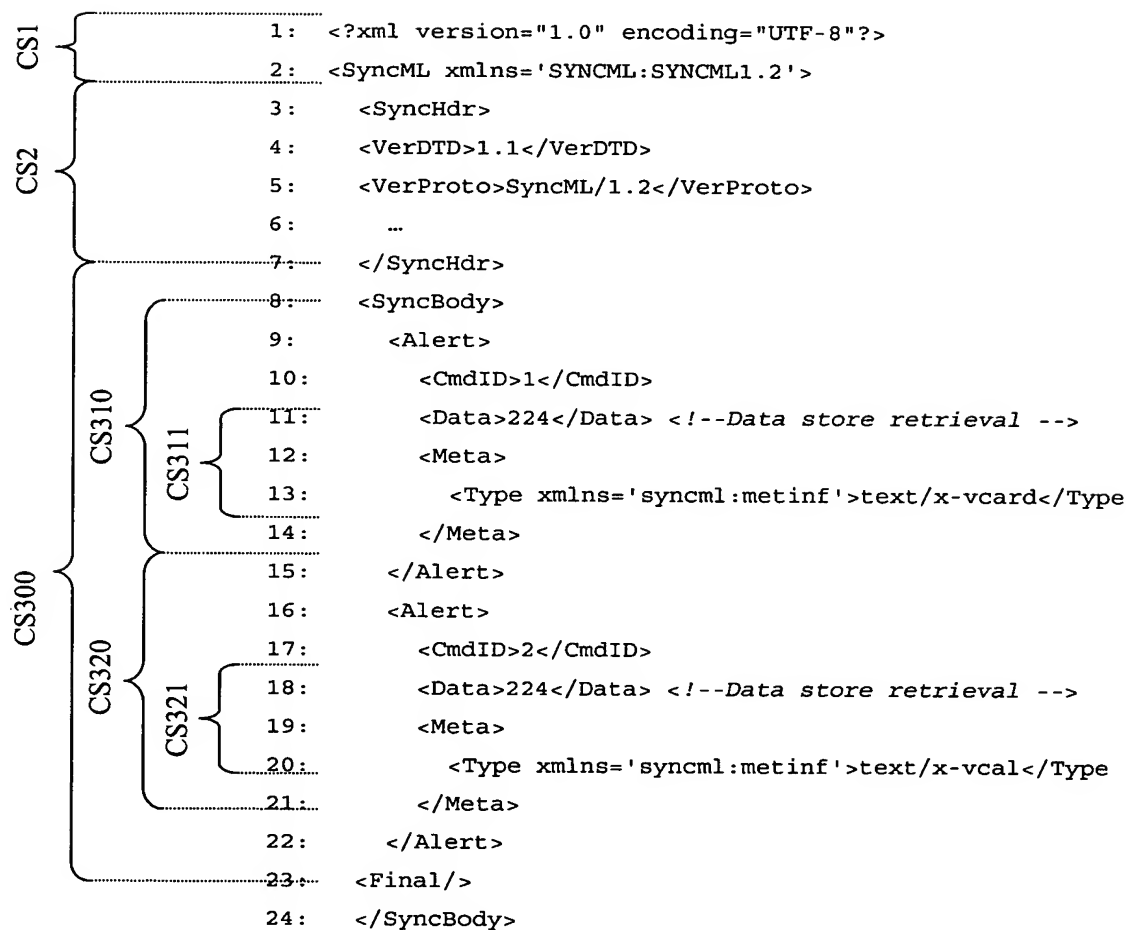 CS1
CS2
CS300
CS310
CS311
CS320
CS321
1: <?xml version="1.0" encoding="UTF-8"?>
2: <SyncML xmlns='SYNCML:SYNCML1.2'>
3: <SyncHdr>
4: <VerDTD>1.1</VerDTD>
5: <VerProto>SyncML/1.2</VerProto>
6: …
7: </SyncHdr>
8: <SyncBody>
9: <Alert>
10: <CmdID>1</CmdID>
11: <Data>224</Data> <!--Data store retrieval -->
12: <Meta>
13: <Type xmlns='syncml:metinf'>text/x-vcard</Type
14: </Meta>
15: </Alert>
16: <Alert>
17: <CmdID>2</CmdID>
18: <Data>224</Data> <!--Data store retrieval -->
19: <Meta>
20: <Type xmlns='syncml:metinf'>text/x-vcal</Type
21: </Meta>
22: </Alert>
23: <Final/>
24: </SyncBody>